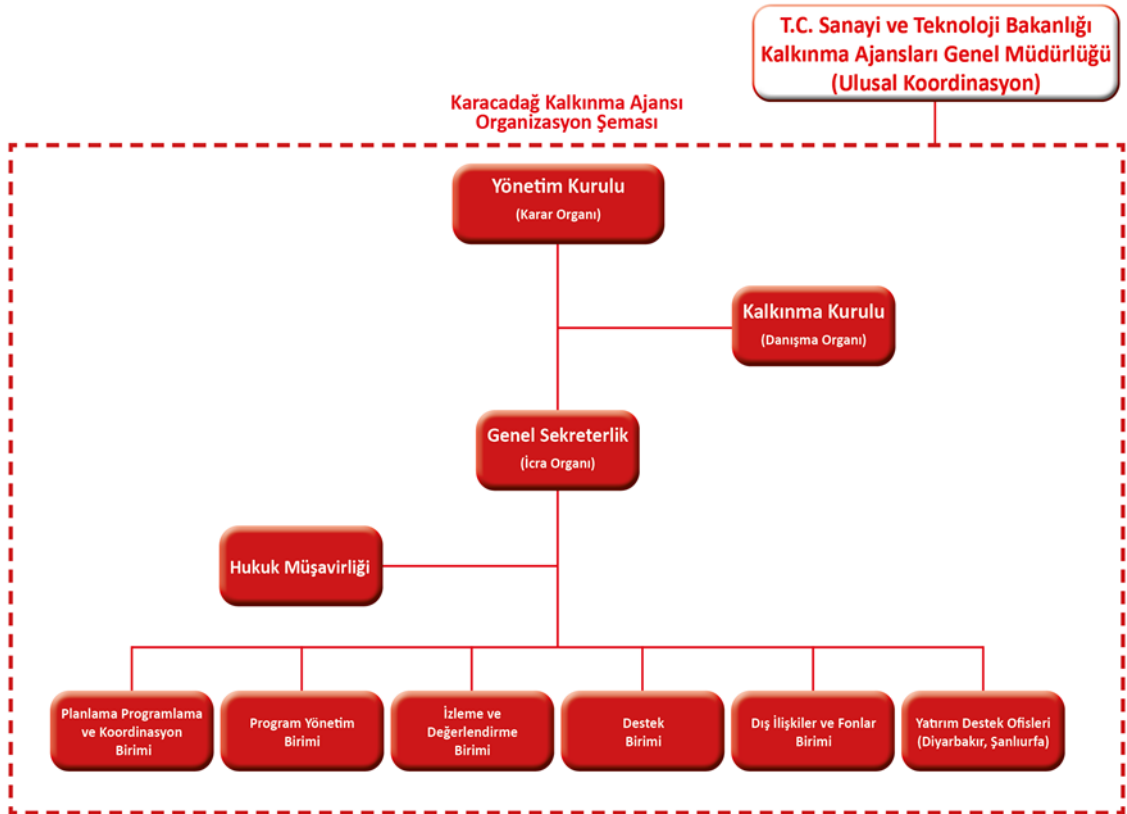 T.C. Sanayi ve Teknoloji Bakanlığı
Kalkınma Ajansları Genel Müdürlüğü
(Ulusal Koordinasyon)
Karacadağ Kalkınma Ajansı
Organizasyon Şeması
Yönetim Kurulu
(Karar Organı)
Kalkınma Kurulu
(Danışma Organı)
Genel Sekreterlik
(İcra Organı)
Hukuk Müşavirliği
Planlama Programlama
ve Koordinasyon
Birimi
Program Yönetim
Birimi
İzleme ve
Değerlendirme
Birimi
Destek
Birimi
Dış İlişkiler ve Fonlar
Birimi
Yatırım Destek Ofisleri
(Diyarbakır, Şanlıurfa)